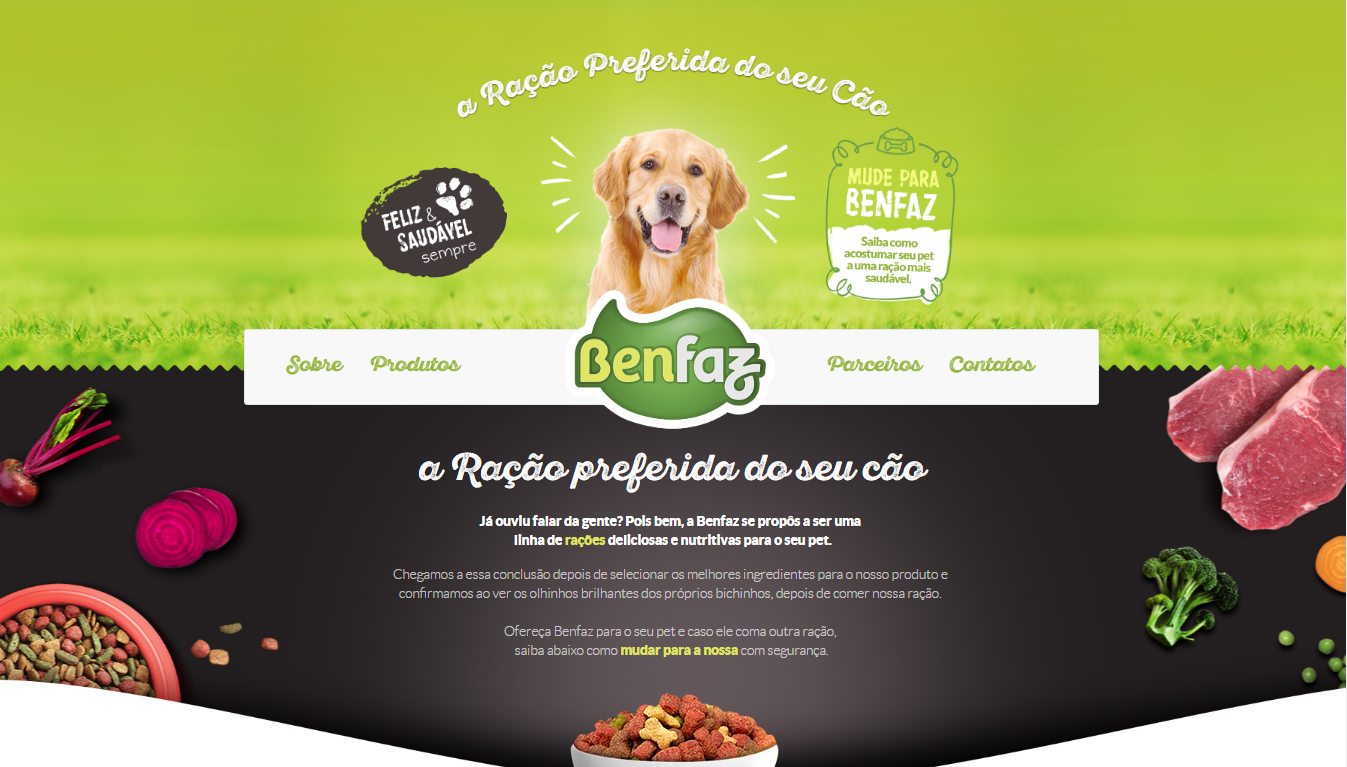 a Ração Preferida do seu Cão
FELIZ &
SAUDÁVEL
sempre
MUDE PARA
BENFAZ
Saiba como
acostumar seu pet
a uma ração mais
saudável.
Sobre
Produtos
Benfaz
Parceiros
Contatos
a Ração preferida do seu cão
Já ouviu falar da gente? Pois bem, a Benfaz se propôs a ser uma
linha de rações deliciosas e nutritivas para o seu pet.
Chegamos a essa conclusão depois de selecionar os melhores ingredientes para o nosso produto e
confirmamos ao ver os olhinhos brilhantes dos próprios bichinhos, depois de comer nossa ração.
Ofereça Benfaz para o seu pet e caso ele coma outra ração,
saiba abaixo como mudar para a nossa com segurança.